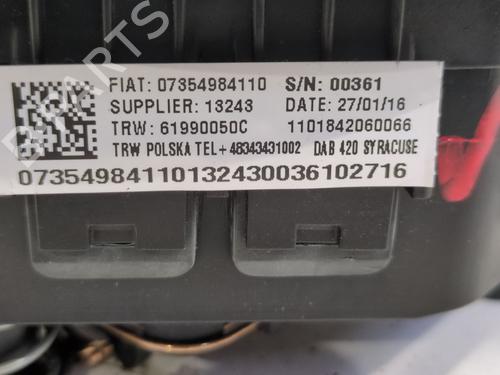 FIAT: 07354984110 S/N: 00361
SUPPLIER: 13243 DATE: 27/01/16
TRW: 61990050C 1101842060066
TRW POLSKA TEL+48343431002 DAB 420 SYRACUSE
07354984110132430036102716